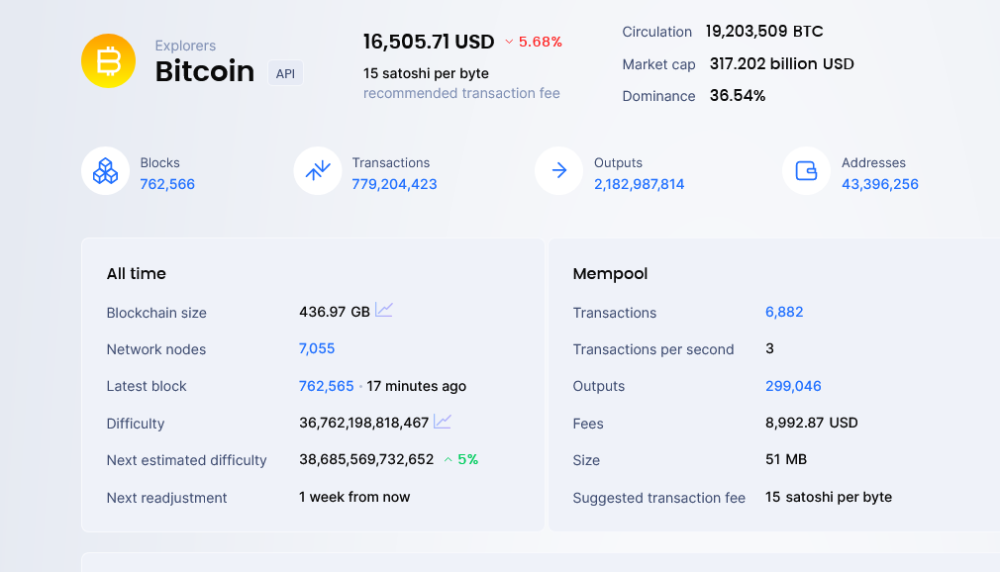 Explorers
Bitcoin API
16,505.71 USD 5.68%
15 satoshi per byte
recommended transaction fee
Circulation 19,203,509 BTC
Market cap 317.202 billion USD
Dominance 36.54%
Blocks
762,566
Transactions
779,204,423
Outputs
2,182,987,814
Addresses
43,396,256
All time
Blockchain size 436.97 GB
Network nodes 7,055
Latest block 762,565 · 17 minutes ago
Difficulty 36,762,198,818,467
Next estimated difficulty 38,685,569,732,652 5%
Next readjustment 1 week from now
Mempool
Transactions 6,882
Transactions per second 3
Outputs 299,046
Fees 8,992.87 USD
Size 51 MB
Suggested transaction fee 15 satoshi per byte